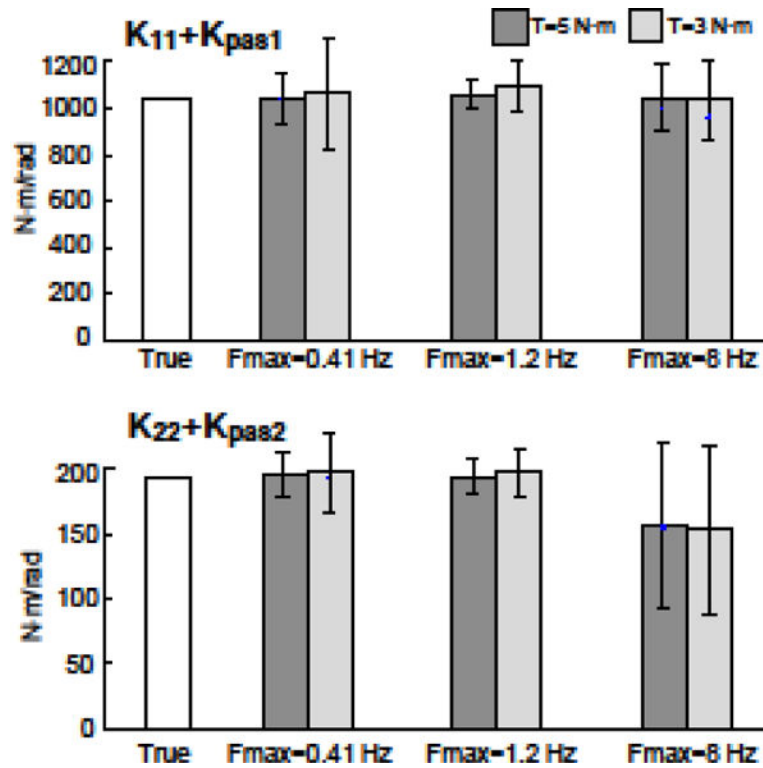 K11+Kpas1
T=5 N-m T=3 N-m
1200
1000
800
600
400
200
0
N-m/rad
True Fmax=0.41 Hz Fmax=1.2 Hz Fmax=8 Hz
K22+Kpas2
200
150
100
50
0
N-m/rad
True Fmax=0.41 Hz Fmax=1.2 Hz Fmax=8 Hz